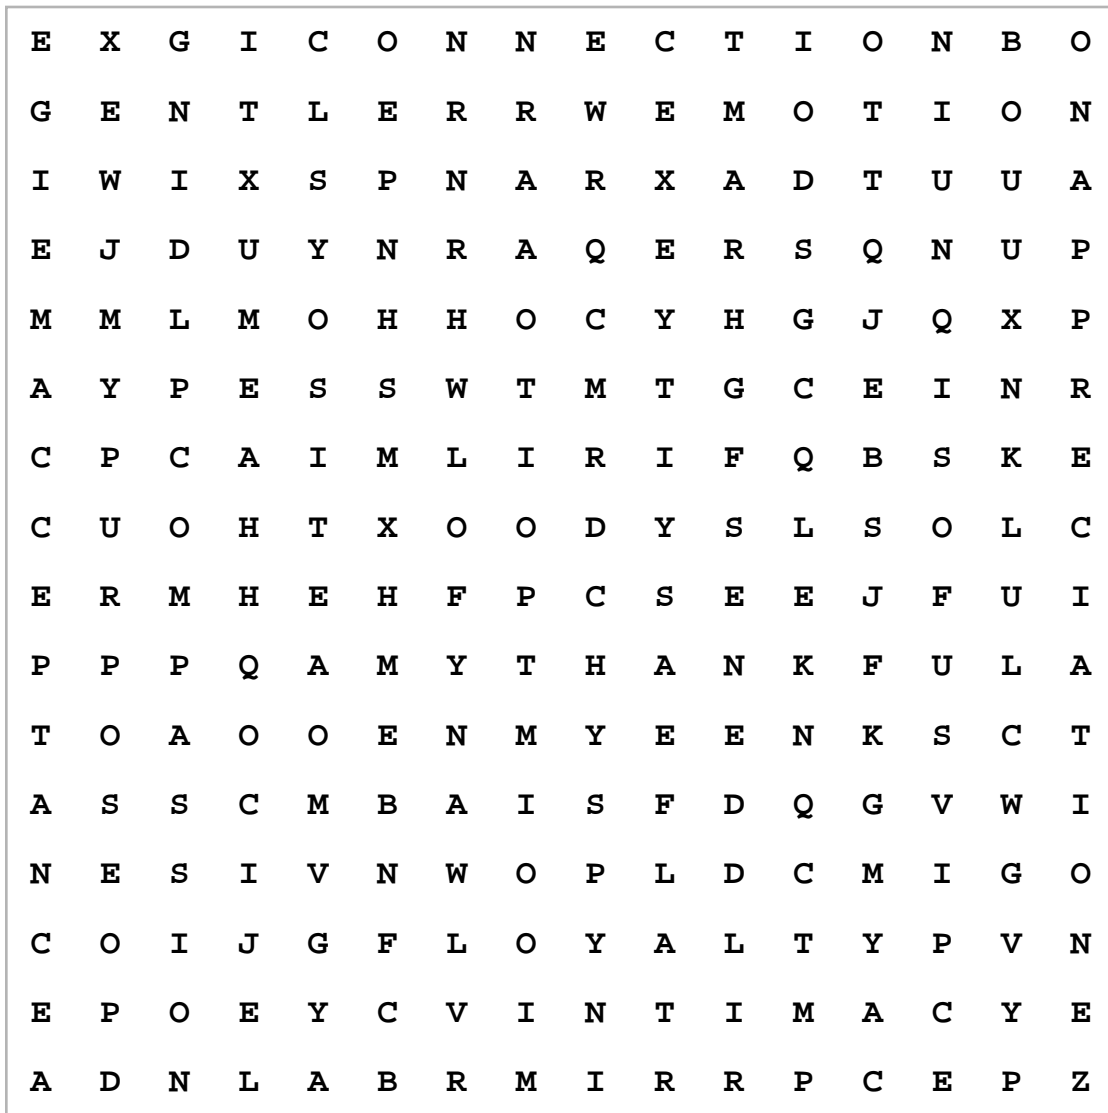 E X G I C O N N E C T I O N B O
G E N T L E R R W E M O T I O N
I W I X S P N A R X A D T U U A
E J D U Y N R A Q E R S Q N U P
M M L M O H H O C Y H G J Q X P
A Y P E S S W T M T G C E I N R
C P C A I M L I R I F Q B S K E
C U O H T X O O D Y S L S O L C
E R M H E H F P C S E E J F U I
P P P Q A M Y T H A N K F U L A
T O A O O E N M Y E E N K S C T
A S S C M B A I S F D Q G V W I
N E S I V N W O P L D C M I G O
C O I J G F L O Y A L T Y P V N
E P O E Y C V I N T I M A C Y E
A D N L A B R M I R R P C E P Z